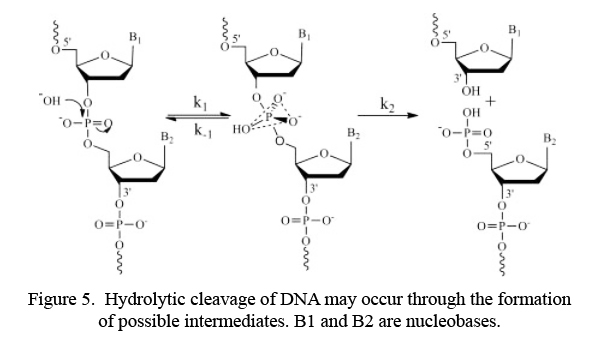 5'
B1
O
O
O
⁻OH
⁻O-P=O
O
B2
O
3'
O
O=P-O⁻
O
k1
k-1
5'
B1
O
O
O
O⁻
HO
P
O⁻
O
B2
O
3'
O
O=P-O⁻
O
k2
5'
B1
O
O
3'
OH
+
OH
⁻O-P=O
5'
O
B2
O
3'
O
O=P-O⁻
O
Figure 5. Hydrolytic cleavage of DNA may occur through the formation
of possible intermediates. B1 and B2 are nucleobases.